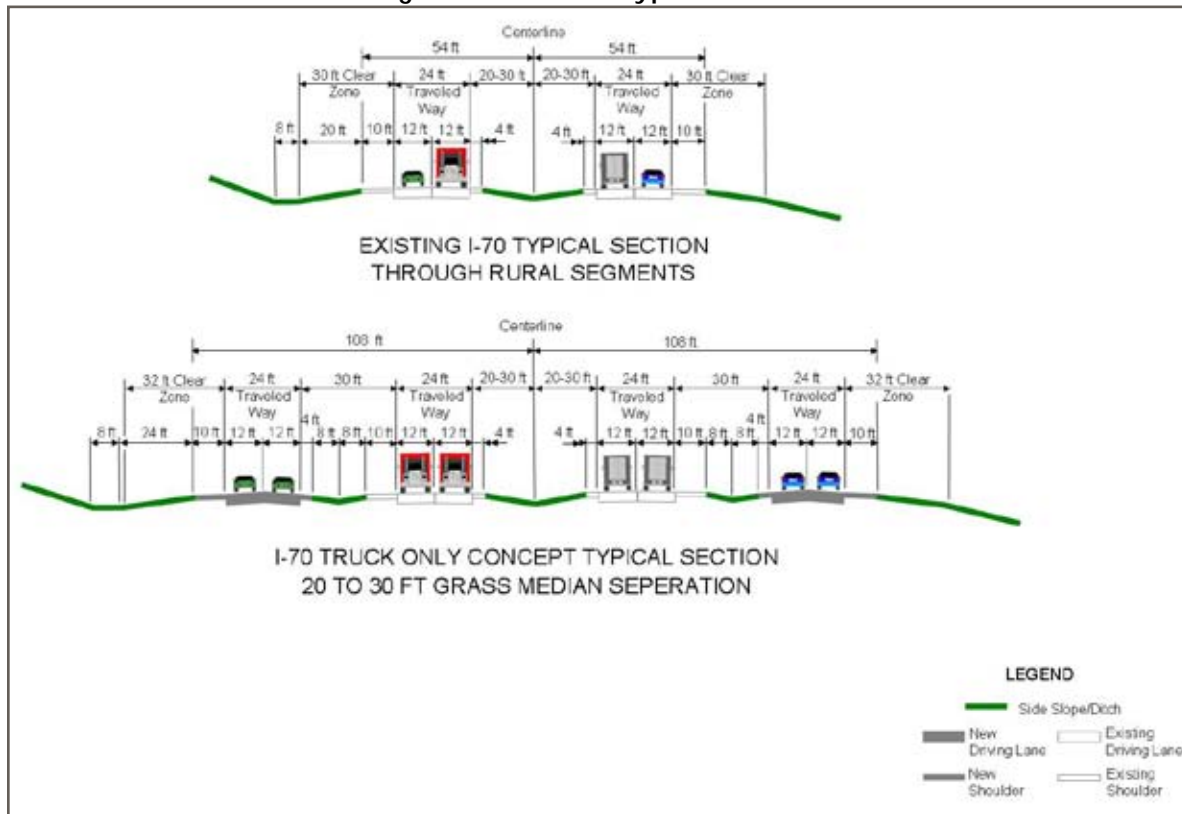 Centerline
54 ft 54 ft
30 ft Clear Zone 24 ft Traveled Way 20-30 ft 20-30 ft 24 ft Traveled Way 30 ft Clear Zone
8 ft 20 ft 10 ft 12 ft 12 ft 4 ft 4 ft 12 ft 12 ft 10 ft
EXISTING I-70 TYPICAL SECTION
THROUGH RURAL SEGMENTS
Centerline
108 ft 108 ft
32 ft Clear Zone 24 ft Traveled Way 30 ft 24 ft Traveled Way 20-30 ft 20-30 ft 24 ft Traveled Way 30 ft 24 ft Traveled Way 32 ft Clear Zone
8 ft 24 ft 10 ft 12 ft 12 ft 4 ft 8 ft 8 ft 10 ft 12 ft 12 ft 4 ft 4 ft 12 ft 12 ft 10 ft 8 ft 8 ft 4 ft 12 ft 12 ft 10 ft
I-70 TRUCK ONLY CONCEPT TYPICAL SECTION
20 TO 30 FT GRASS MEDIAN SEPERATION
LEGEND
Side Slope/Ditch
New Driving Lane
Existing Driving Lane
New Shoulder
Existing Shoulder